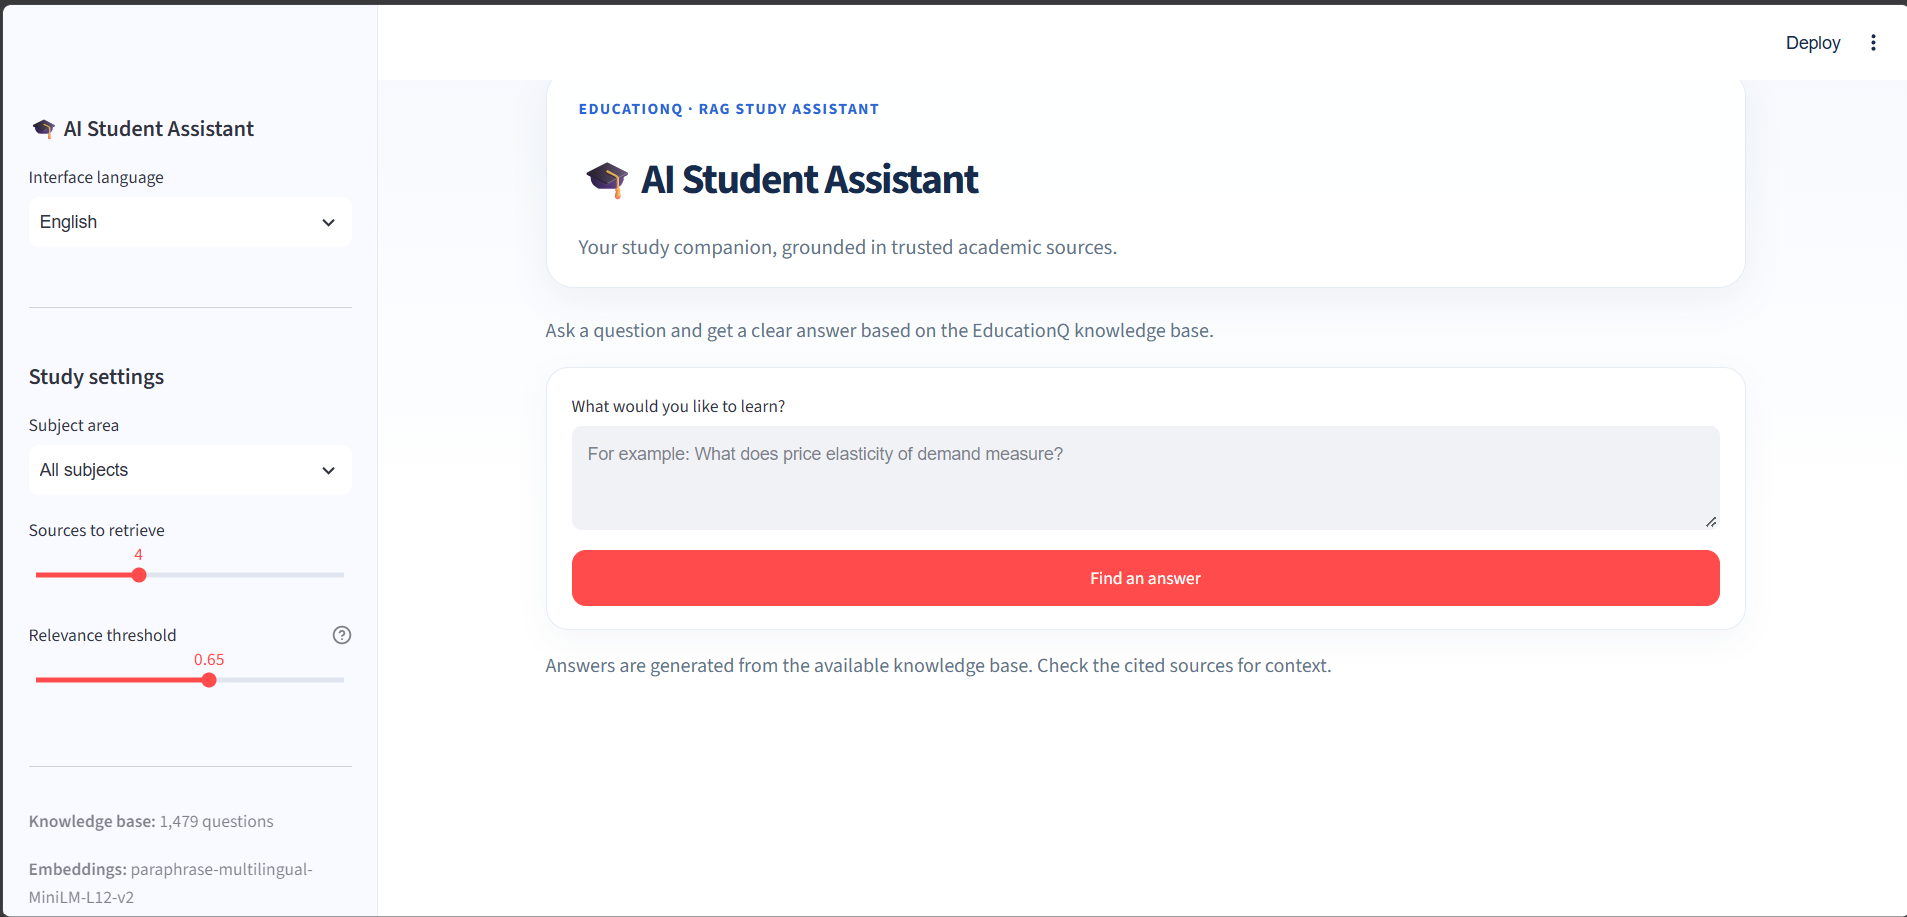 Deploy
AI Student Assistant
Interface language
English
Study settings
Subject area
All subjects
Sources to retrieve
4
Relevance threshold
0.65
Knowledge base: 1,479 questions
Embeddings: paraphrase-multilingual-
MiniLM-L12-v2
EDUCATIONQ · RAG STUDY ASSISTANT
AI Student Assistant
Your study companion, grounded in trusted academic sources.
Ask a question and get a clear answer based on the EducationQ knowledge base.
What would you like to learn?
For example: What does price elasticity of demand measure?
Find an answer
Answers are generated from the available knowledge base. Check the cited sources for context.